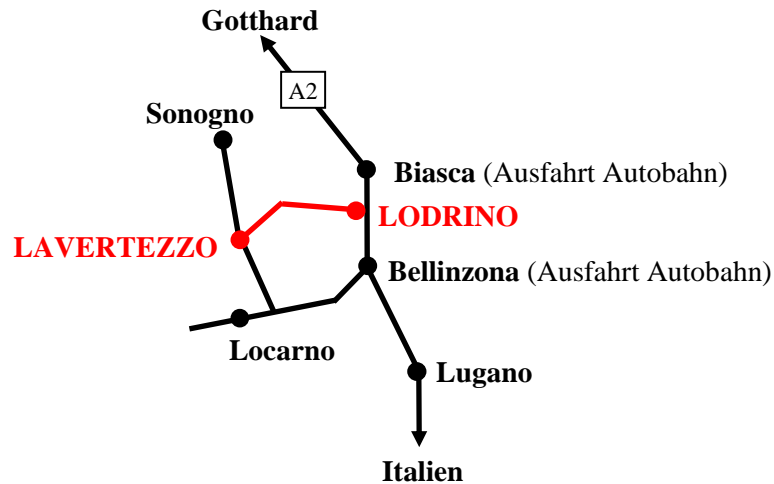 Gotthard
A2
Sonogno
Biasca (Ausfahrt Autobahn)
LODRINO
LAVERTEZZO
Bellinzona (Ausfahrt Autobahn)
Locarno
Lugano
Italien